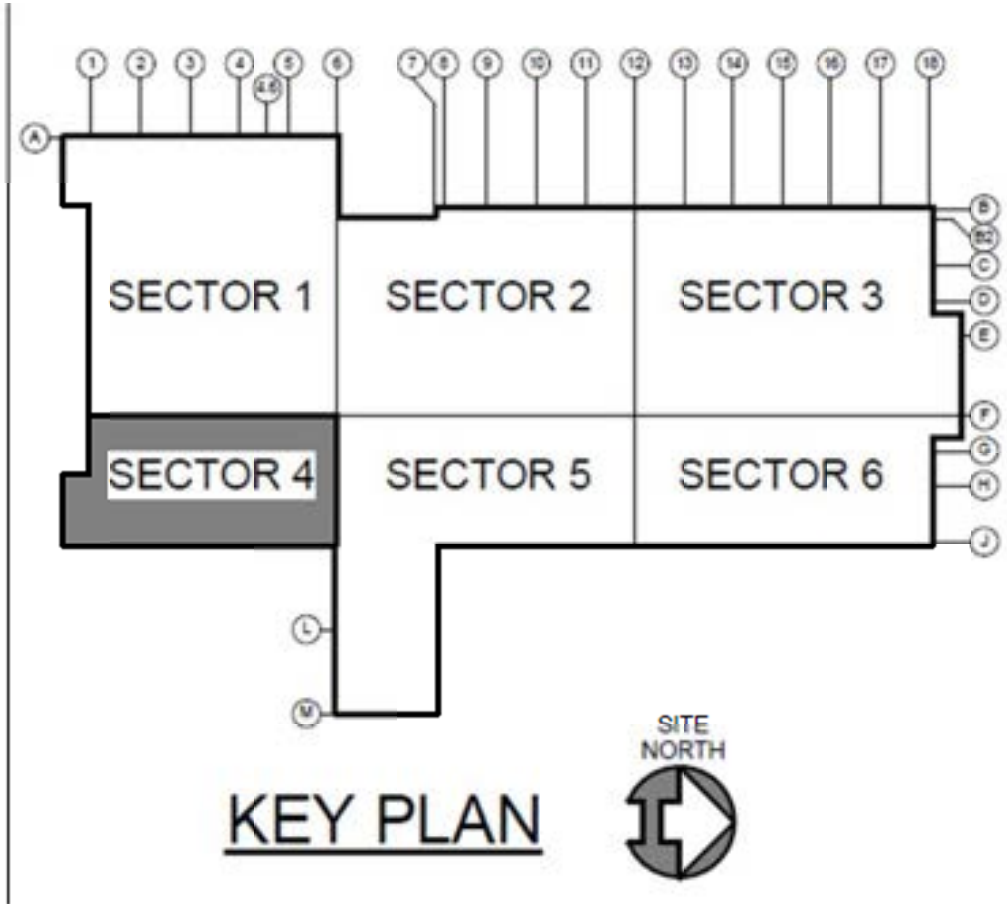 1 2 3 4 5 6 7 8 9 10 11 12 13 14 15 16 17 18
4.6
A
B
B2
C
SECTOR 1 SECTOR 2 SECTOR 3
D
E
F
G
SECTOR 4 SECTOR 5 SECTOR 6
H
J
L
M
SITE
NORTH
KEY PLAN